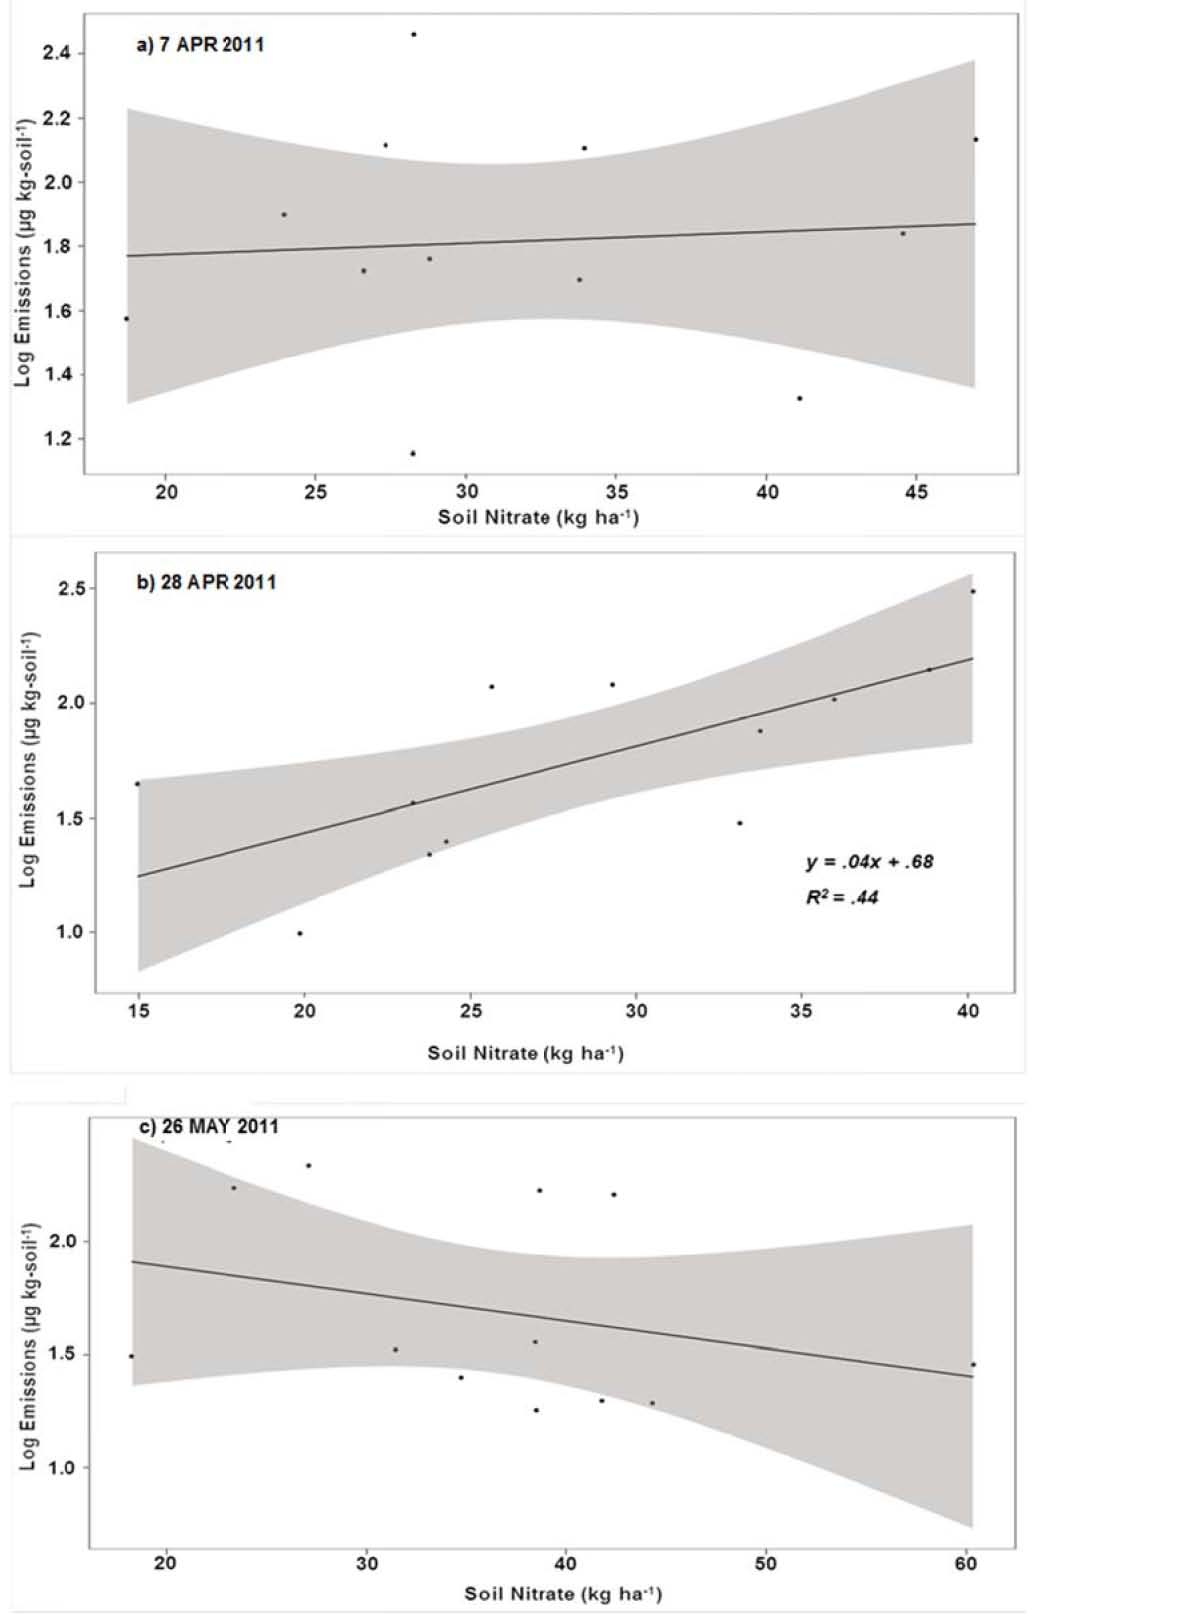 a) 7 APR 2011
Log Emissions (µg kg-soil⁻¹)
2.4
2.2
2.0
1.8
1.6
1.4
1.2
20 25 30 35 40 45
Soil Nitrate (kg ha⁻¹)
b) 28 APR 2011
Log Emissions (µg kg-soil⁻¹)
2.5
2.0
1.5
1.0
y = .04x + .68
R² = .44
15 20 25 30 35 40
Soil Nitrate (kg ha⁻¹)
c) 26 MAY 2011
Log Emissions (µg kg-soil⁻¹)
2.0
1.5
1.0
20 30 40 50 60
Soil Nitrate (kg ha⁻¹)